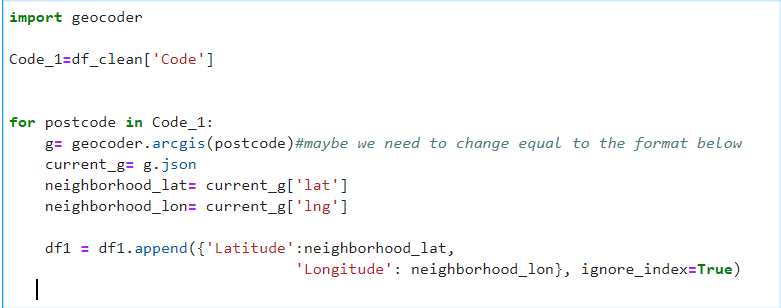 import geocoder
Code_1=df_clean['Code']
for postcode in Code_1:
    g= geocoder.arcgis(postcode)#maybe we need to change equal to the format below
    current_g= g.json
    neighborhood_lat= current_g['lat']
    neighborhood_lon= current_g['lng']
    df1 = df1.append({'Latitude':neighborhood_lat,
                                'Longitude': neighborhood_lon}, ignore_index=True)